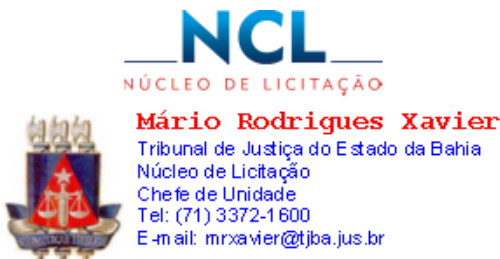 NCL
NÚCLEO DE LICITAÇÃO
Mário Rodrigues Xavier
Tribunal de Justiça do Estado da Bahia
Núcleo de Licitação
Chefe de Unidade
Tel: (71) 3372-1600
E-mail: mrxavier@tjba.jus.br